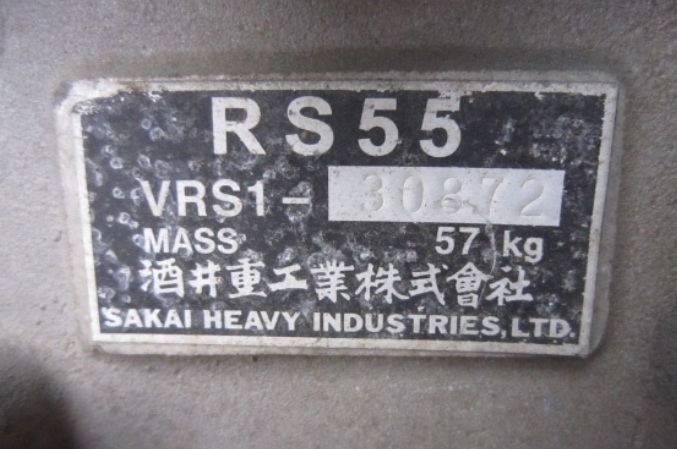 RS55
VRS1- 30872
MASS 57 kg
酒井重工業株式會社
SAKAI HEAVY INDUSTRIES, LTD.